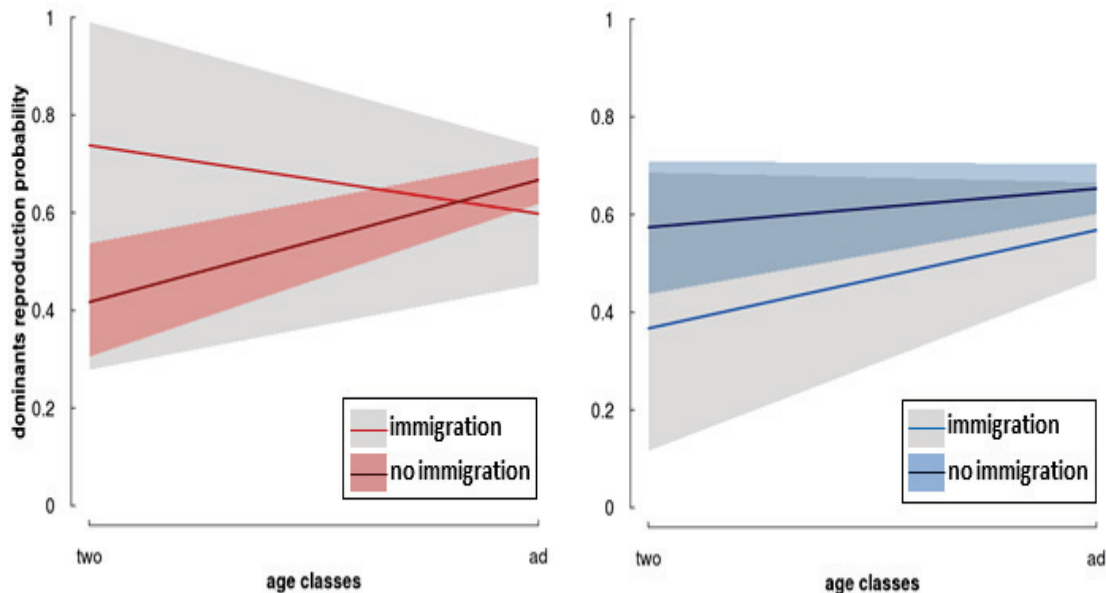 dominants reproduction probability
1
0.8
0.6
0.4
0.2
0
immigration
no immigration
two
ad
age classes
1
0.8
0.6
0.4
0.2
0
immigration
no immigration
two
ad
age classes